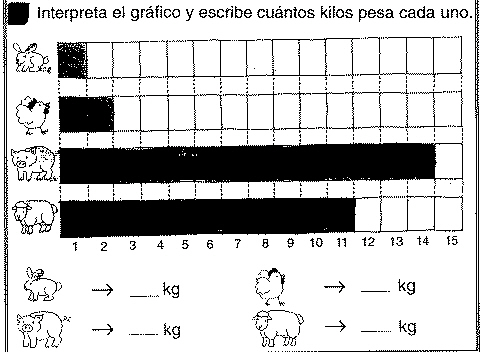 Interpreta el gráfico y escribe cuántos kilos pesa cada uno.
1 2 3 4 5 6 7 8 9 10 11 12 13 14 15
→ ___ kg → ___ kg
→ ___ kg → ___ kg